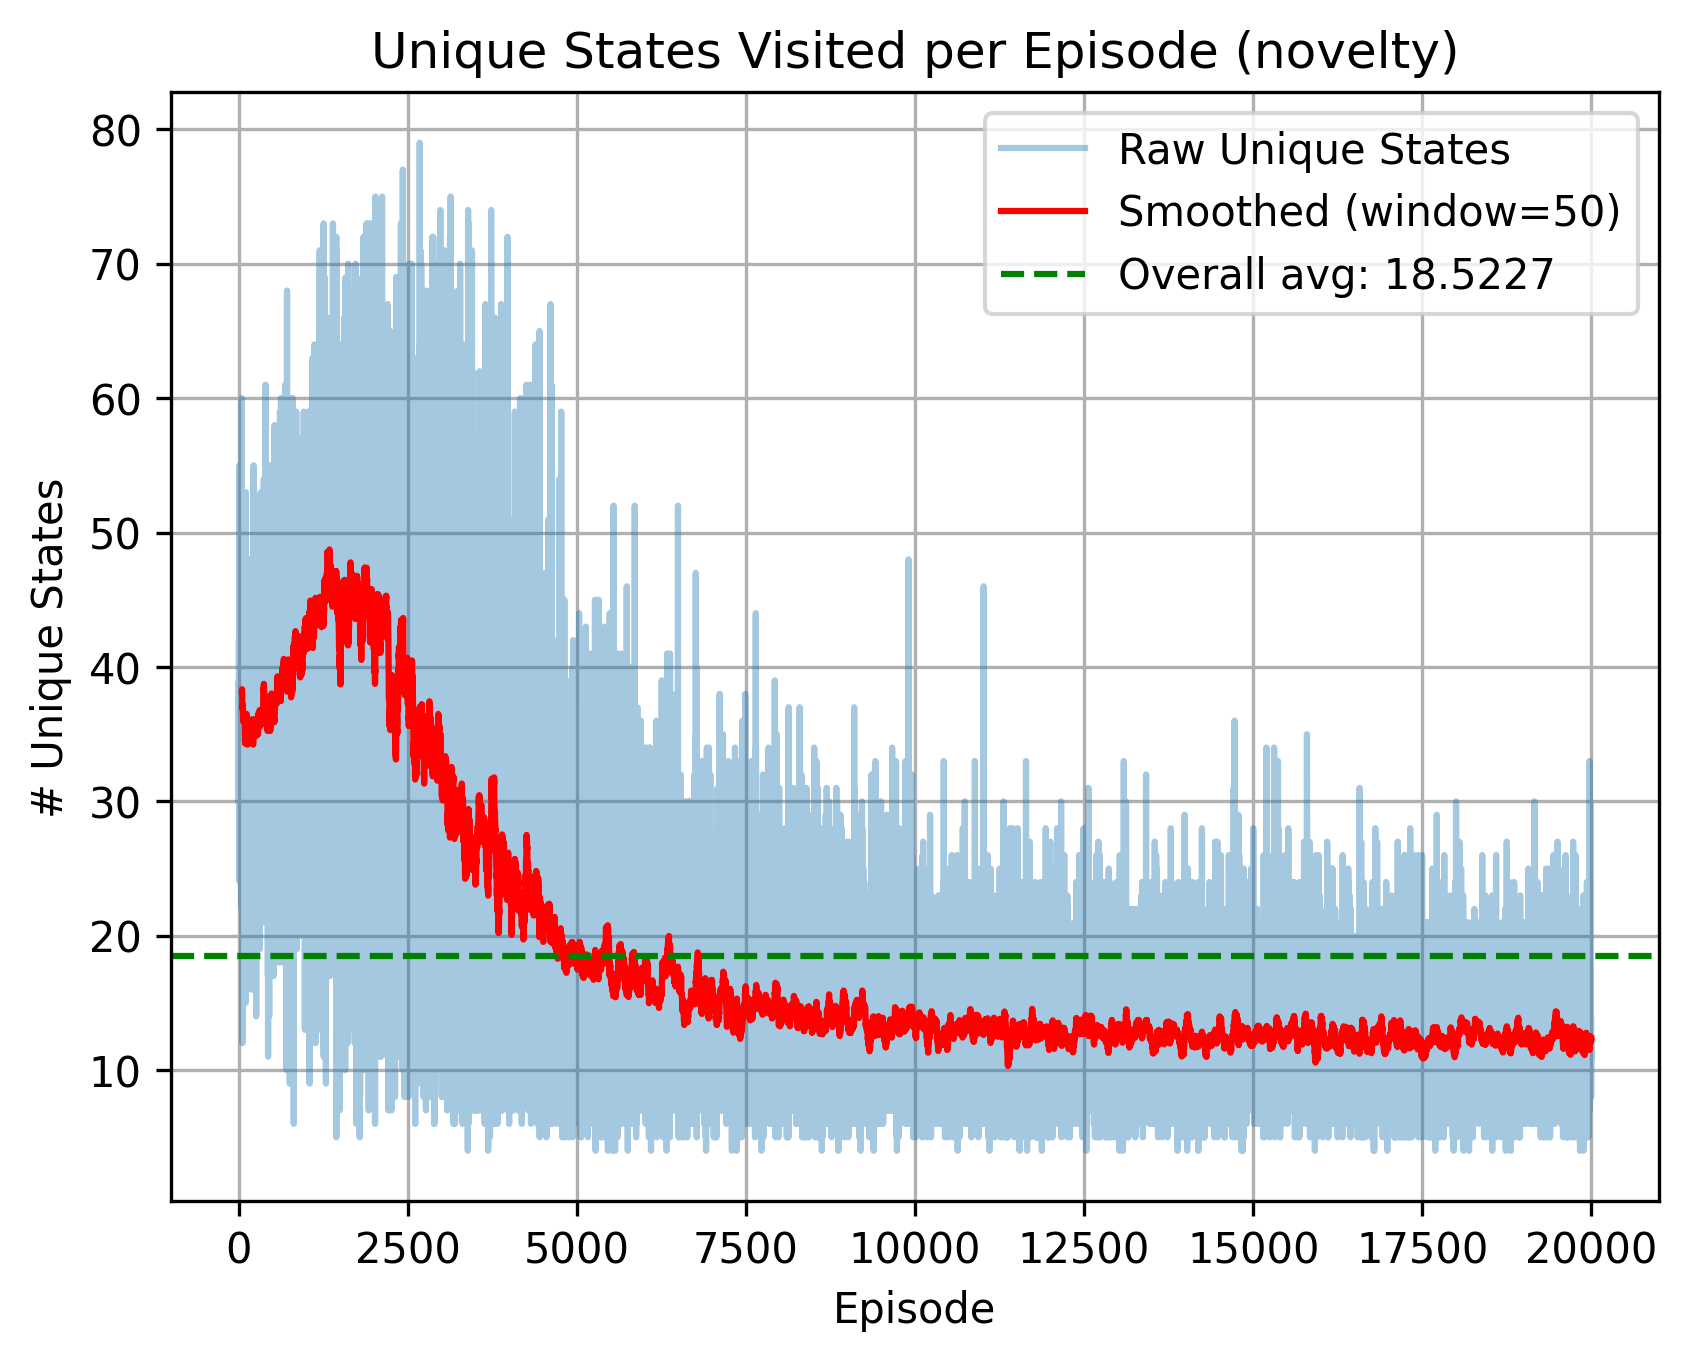 Unique States Visited per Episode (novelty)
Raw Unique States
Smoothed (window=50)
Overall avg: 18.5227
# Unique States
80
70
60
50
40
30
20
10
0 2500 5000 7500 10000 12500 15000 17500 20000
Episode